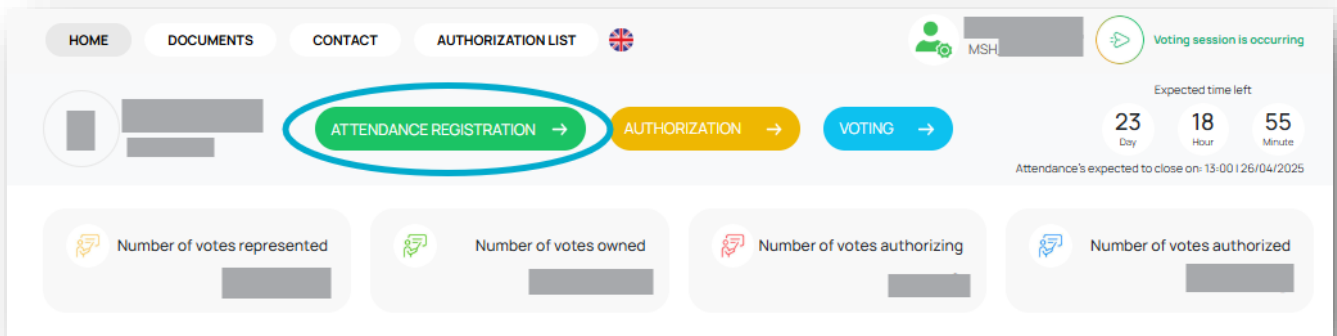 HOME DOCUMENTS CONTACT AUTHORIZATION LIST
MSH
Voting session is occurring
ATTENDANCE REGISTRATION →
AUTHORIZATION →
VOTING →
Expected time left
23 18 55
Day Hour Minute
Attendance's expected to close on: 13:00 | 26/04/2025
Number of votes represented
Number of votes owned
Number of votes authorizing
Number of votes authorized